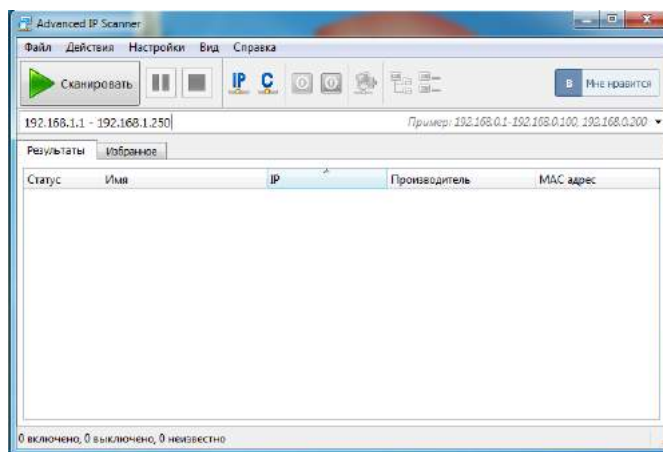 Advanced IP Scanner
Файл Действия Настройки Вид Справка
Сканировать IP C В Мне нравится
192.168.1.1 - 192.168.1.250 Пример: 192.168.0.1-192.168.0.100, 192.168.0.200
Результаты Избранное
Статус Имя IP Производитель MAC адрес
0 включено, 0 выключено, 0 неизвестно